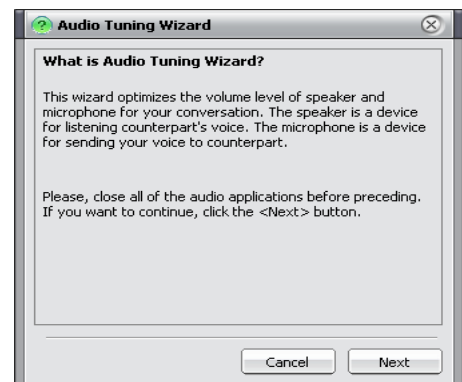 Audio Tuning Wizard
What is Audio Tuning Wizard?
This wizard optimizes the volume level of speaker and
microphone for your conversation. The speaker is a device
for listening counterpart's voice. The microphone is a device
for sending your voice to counterpart.
Please, close all of the audio applications before preceding.
If you want to continue, click the <Next> button.
Cancel Next